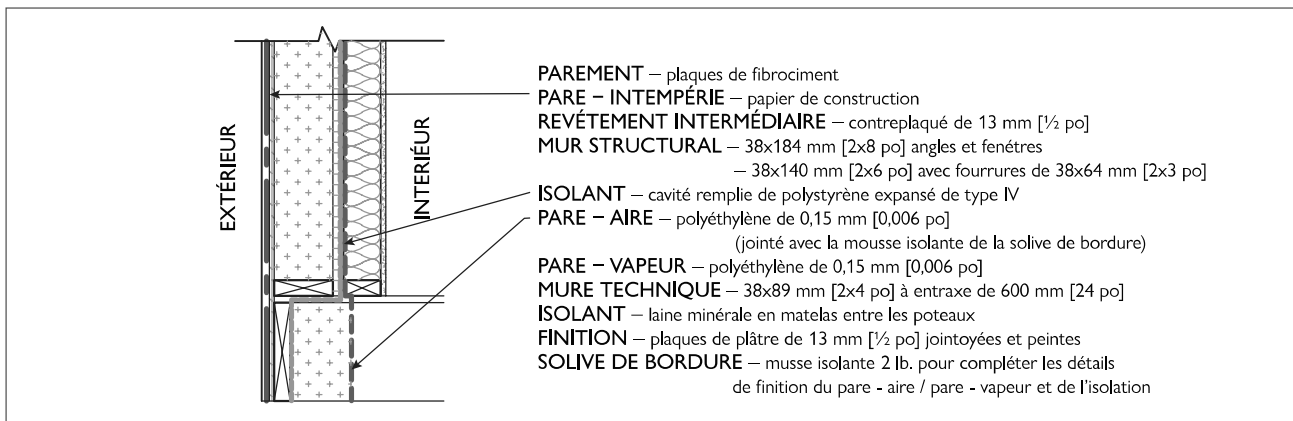 EXTÉRIEUR
INTERIÉUR
PAREMENT – plaques de fibrociment
PARE – INTEMPÉRIE – papier de construction
REVÉTEMENT INTERMÉDIAIRE – contreplaqué de 13 mm [½ po]
MUR STRUCTURAL – 38x184 mm [2x8 po] angles et fenétres
– 38x140 mm [2x6 po] avec fourrures de 38x64 mm [2x3 po]
ISOLANT – cavité remplie de polystyrène expansé de type IV
PARE – AIRE – polyéthylène de 0,15 mm [0,006 po]
(jointé avec la mousse isolante de la solive de bordure)
PARE – VAPEUR – polyéthylène de 0,15 mm [0,006 po]
MURE TECHNIQUE – 38x89 mm [2x4 po] à entraxe de 600 mm [24 po]
ISOLANT – laine minérale en matelas entre les poteaux
FINITION – plaques de plâtre de 13 mm [½ po] jointoyées et peintes
SOLIVE DE BORDURE – musse isolante 2 lb. pour compléter les détails
de finition du pare - aire / pare - vapeur et de l'isolation